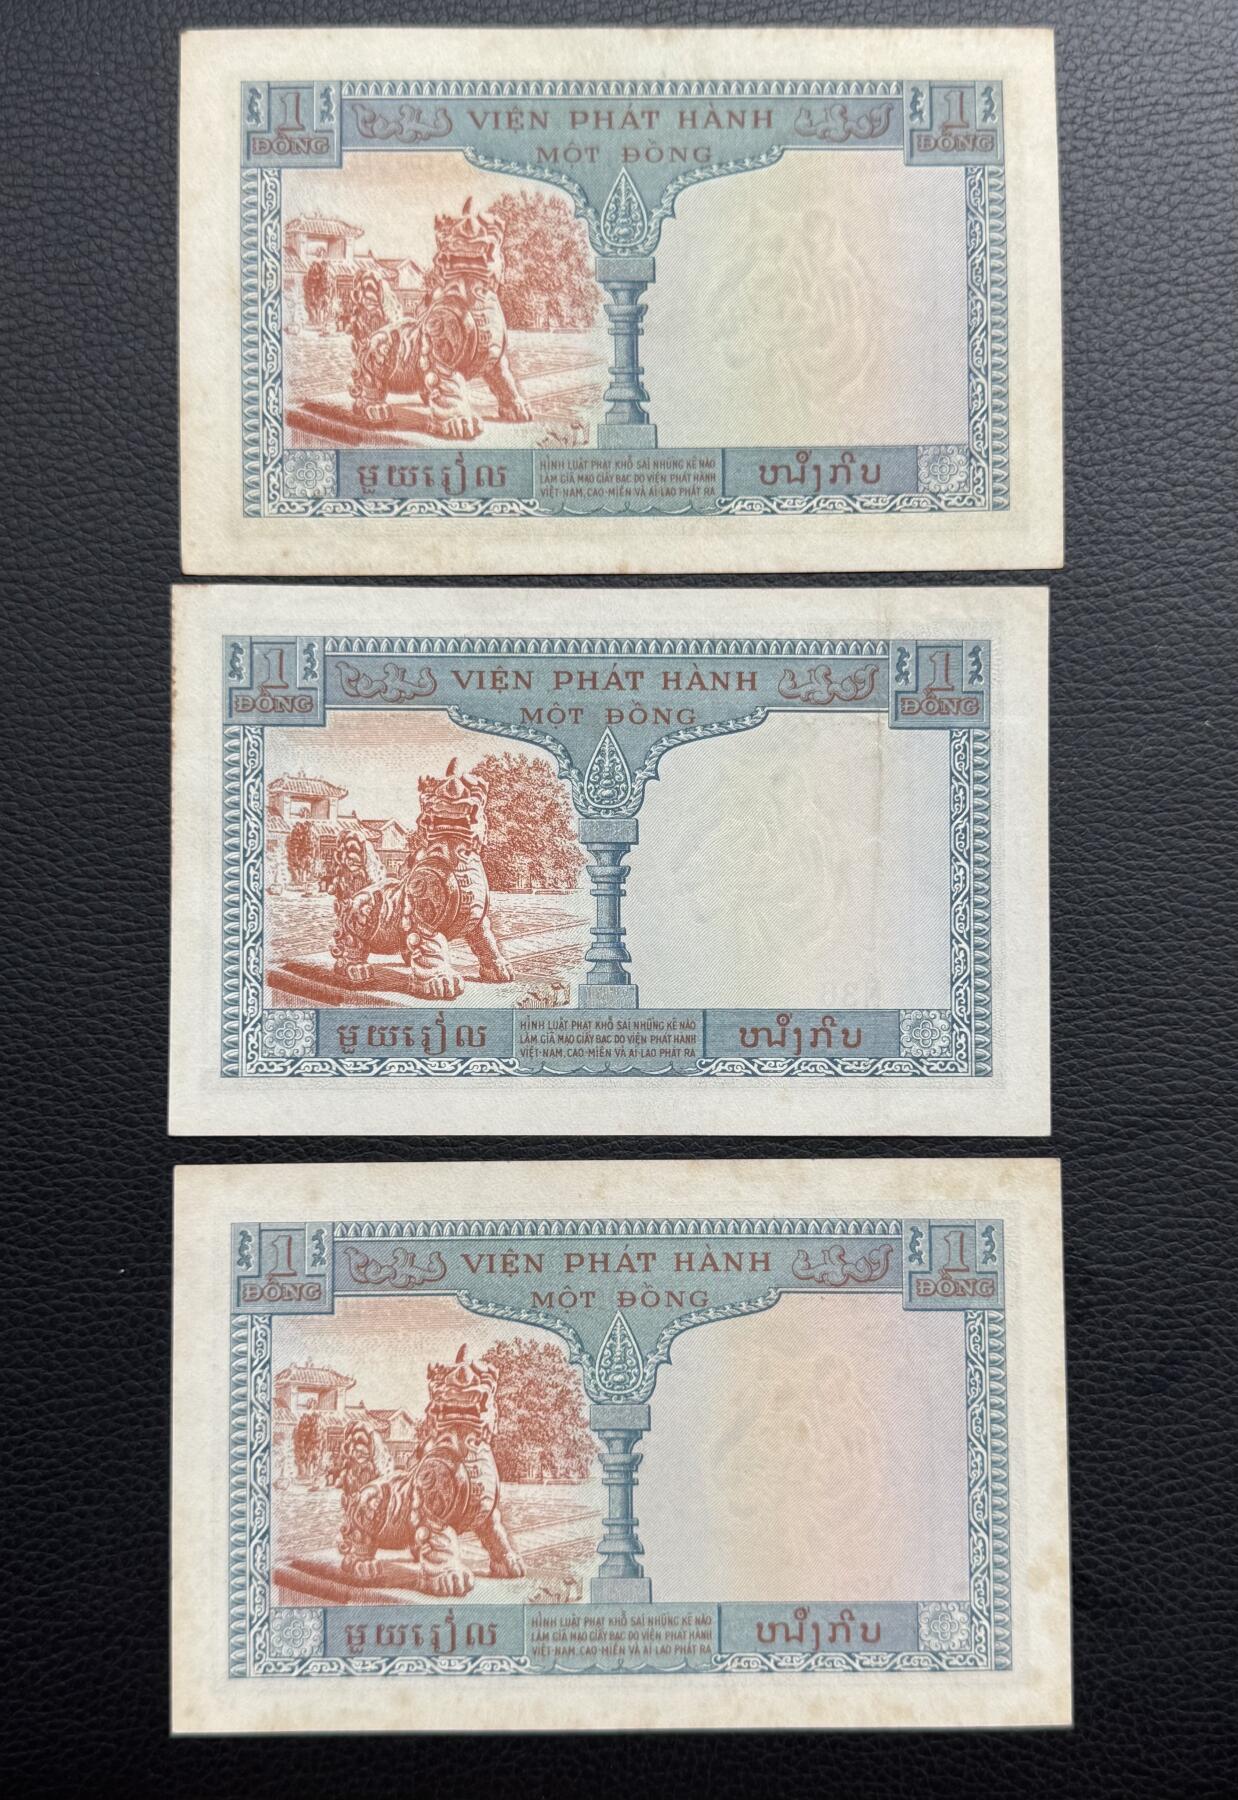 1 ĐỒNG
VIỆN PHÁT HÀNH
MỘT ĐỒNG
1 ĐỒNG
មួយរៀល
HÌNH LUẬT PHẠT KHỔ SAI NHỮNG KẺ NÀO
LÀM GIẢ MẠO GIẤY BẠC DO VIỆN PHÁT HÀNH
VIỆT-NAM, CAO-MIÊN VÀ AI-LAO PHÁT RA
ໜຶ່ງກີບ
1 ĐỒNG
VIỆN PHÁT HÀNH
MỘT ĐỒNG
1 ĐỒNG
មួយរៀល
HÌNH LUẬT PHẠT KHỔ SAI NHỮNG KẺ NÀO
LÀM GIẢ MẠO GIẤY BẠC DO VIỆN PHÁT HÀNH
VIỆT-NAM, CAO-MIÊN VÀ AI-LAO PHÁT RA
ໜຶ່ງກີບ
1 ĐỒNG
VIỆN PHÁT HÀNH
MỘT ĐỒNG
1 ĐỒNG
មួយរៀល
HÌNH LUẬT PHẠT KHỔ SAI NHỮNG KẺ NÀO
LÀM GIẢ MẠO GIẤY BẠC DO VIỆN PHÁT HÀNH
VIỆT-NAM, CAO-MIÊN VÀ AI-LAO PHÁT RA
ໜຶ່ງກີບ